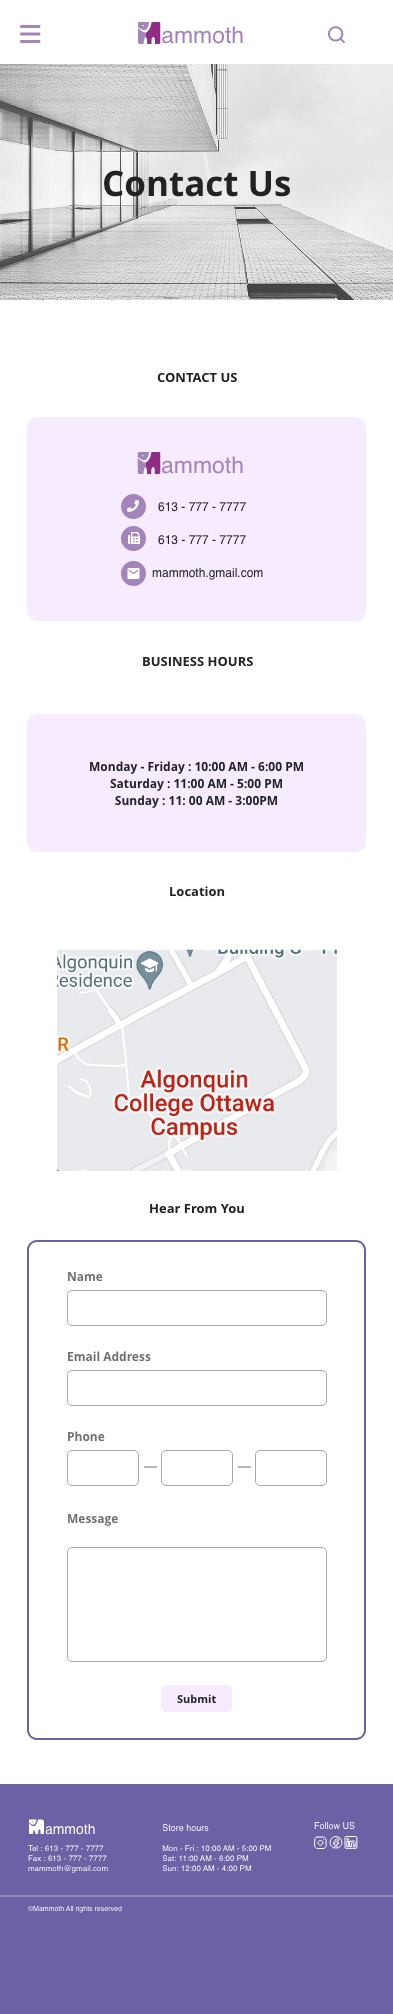 Mammoth
Contact Us
CONTACT US
Mammoth
613 - 777 - 7777
613 - 777 - 7777
mammoth.gmail.com
BUSINESS HOURS
Monday - Friday : 10:00 AM - 6:00 PM
Saturday : 11:00 AM - 5:00 PM
Sunday : 11: 00 AM - 3:00PM
Location
Algonquin
Residence
R
Algonquin
College Ottawa
Campus
Hear From You
Name
Email Address
Phone
Message
Submit
Mammoth
Tel : 613 - 777 - 7777
Fax : 613 - 777 - 7777
mammoth@gmail.com
Store hours
Mon - Fri : 10:00 AM - 5:00 PM
Sat: 11:00 AM - 6:00 PM
Sun: 12:00 AM - 4:00 PM
Follow US
©Mammoth All rights reserved